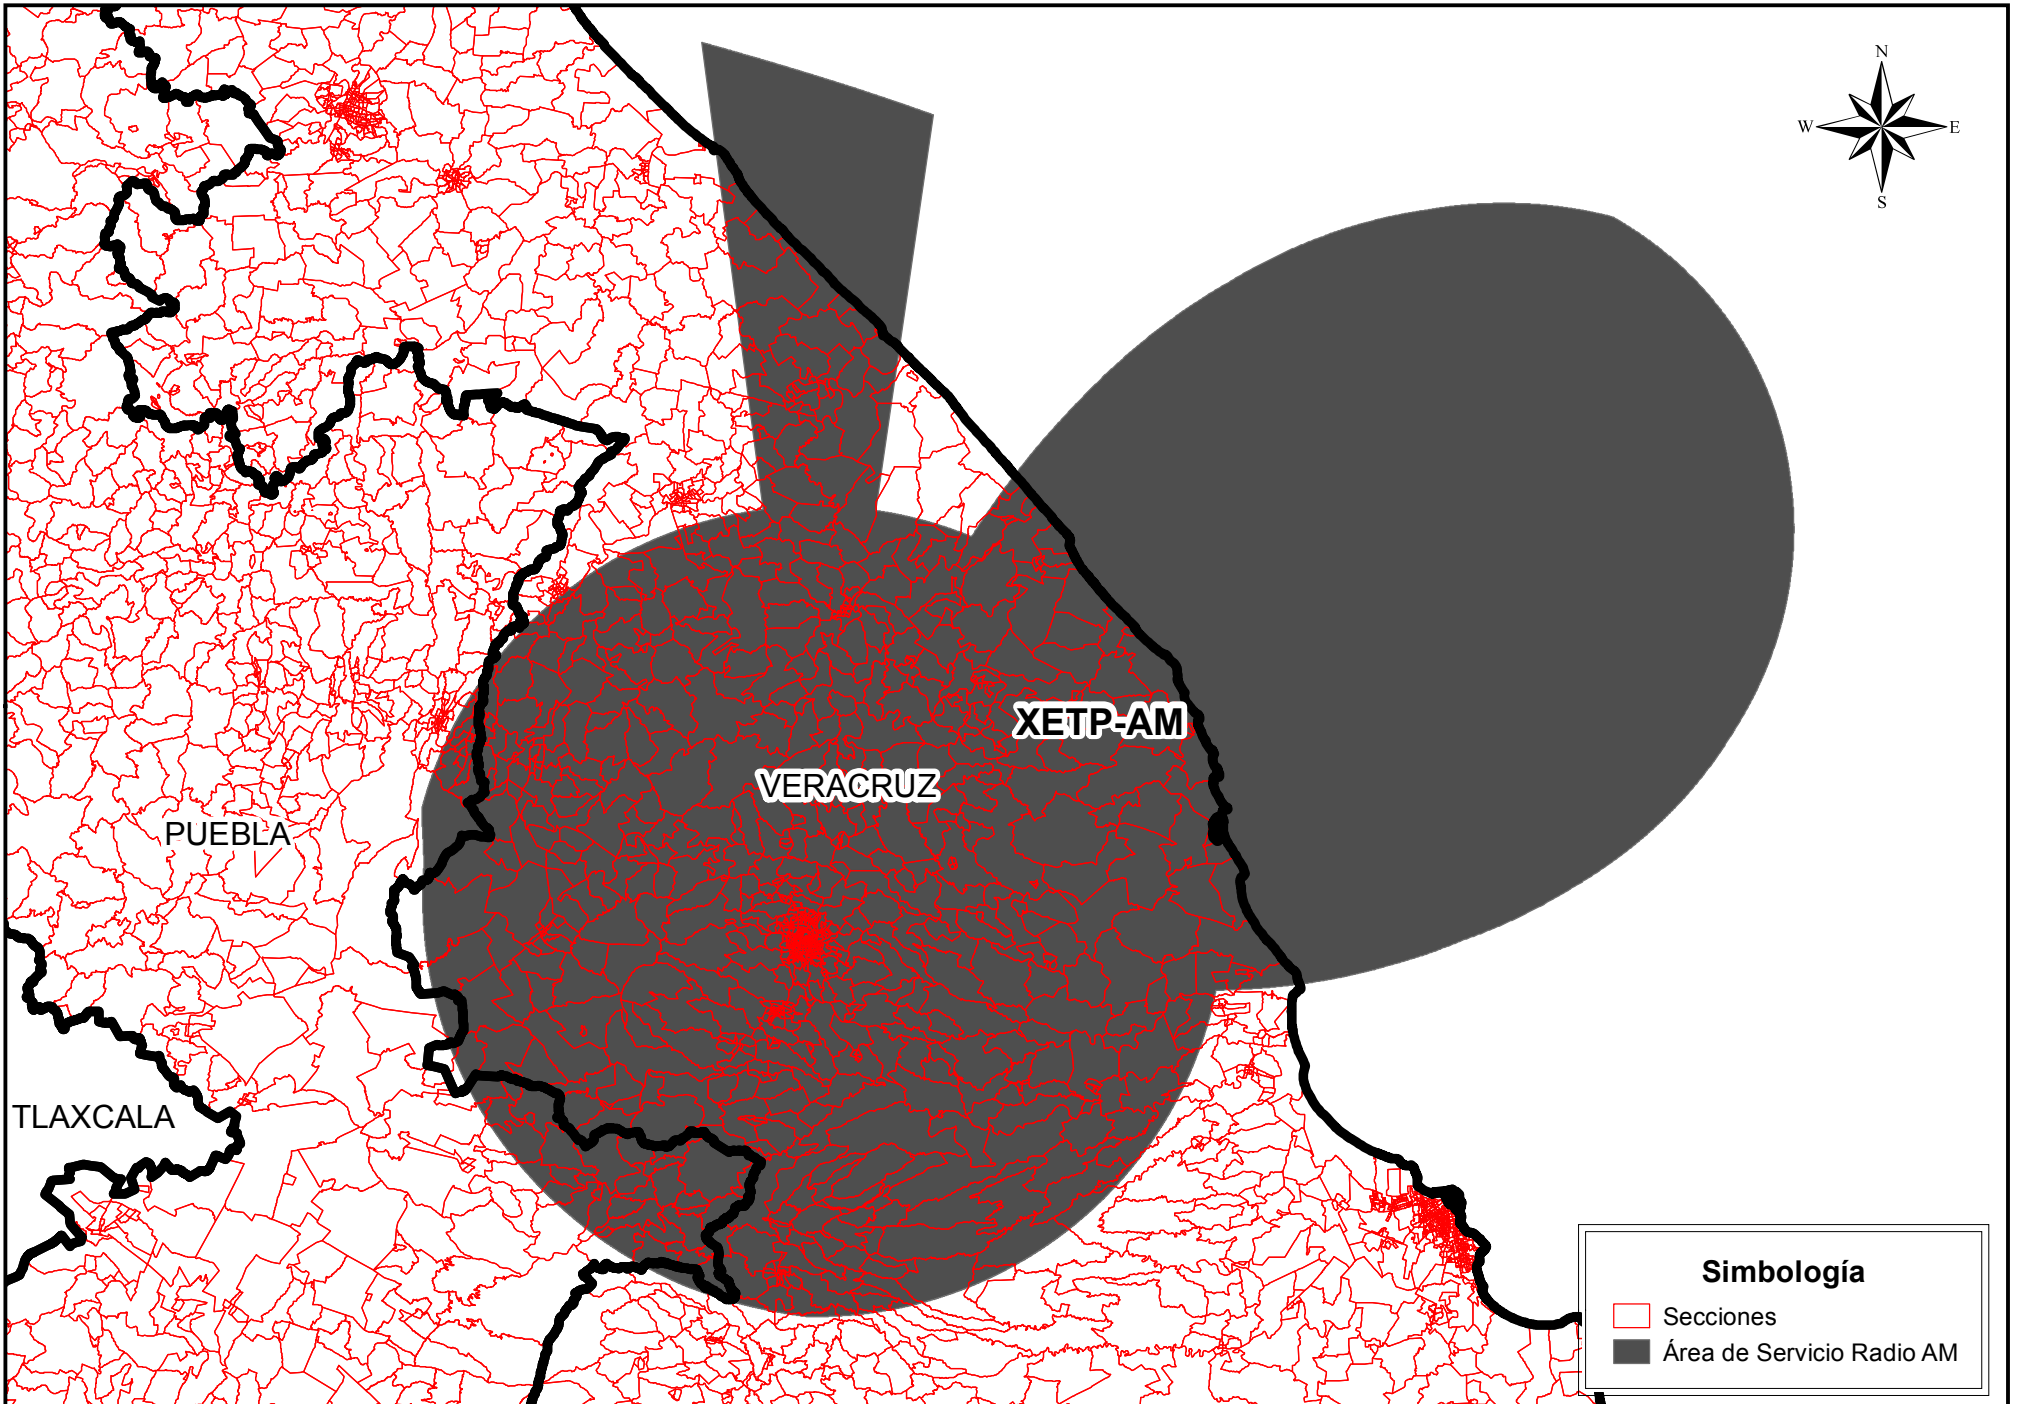 N
W E
S
XETP-AM
VERACRUZ
PUEBLA
TLAXCALA
Simbología
Secciones
Área de Servicio Radio AM